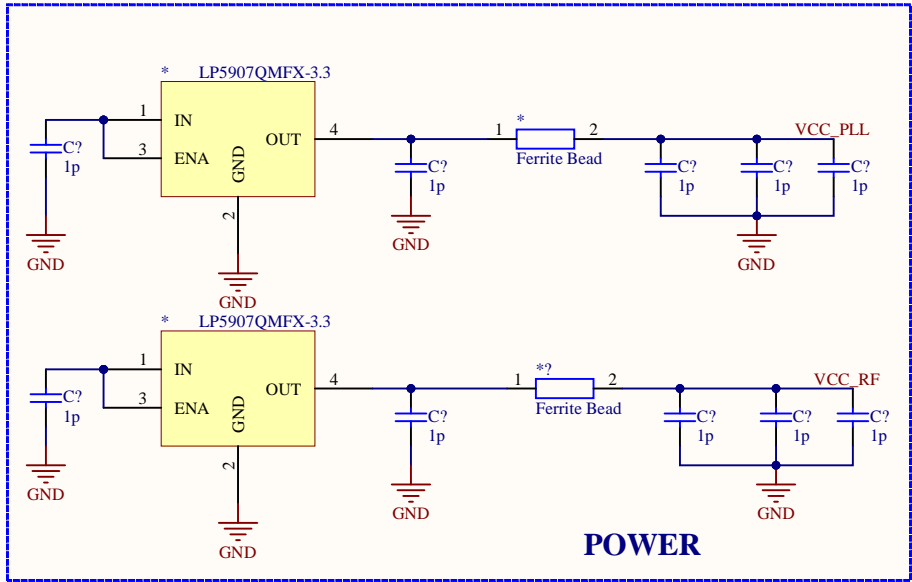 * LP5907QMFX-3.3
1 IN
3 ENA
GND
2
OUT 4
C?
1p
GND
GND
C?
1p
GND
1 * 2
Ferrite Bead
VCC_PLL
C? C? C?
1p 1p 1p
GND
* LP5907QMFX-3.3
1 IN
3 ENA
GND
2
OUT 4
C?
1p
GND
GND
C?
1p
GND
1 *? 2
Ferrite Bead
VCC_RF
C? C? C?
1p 1p 1p
GND
POWER